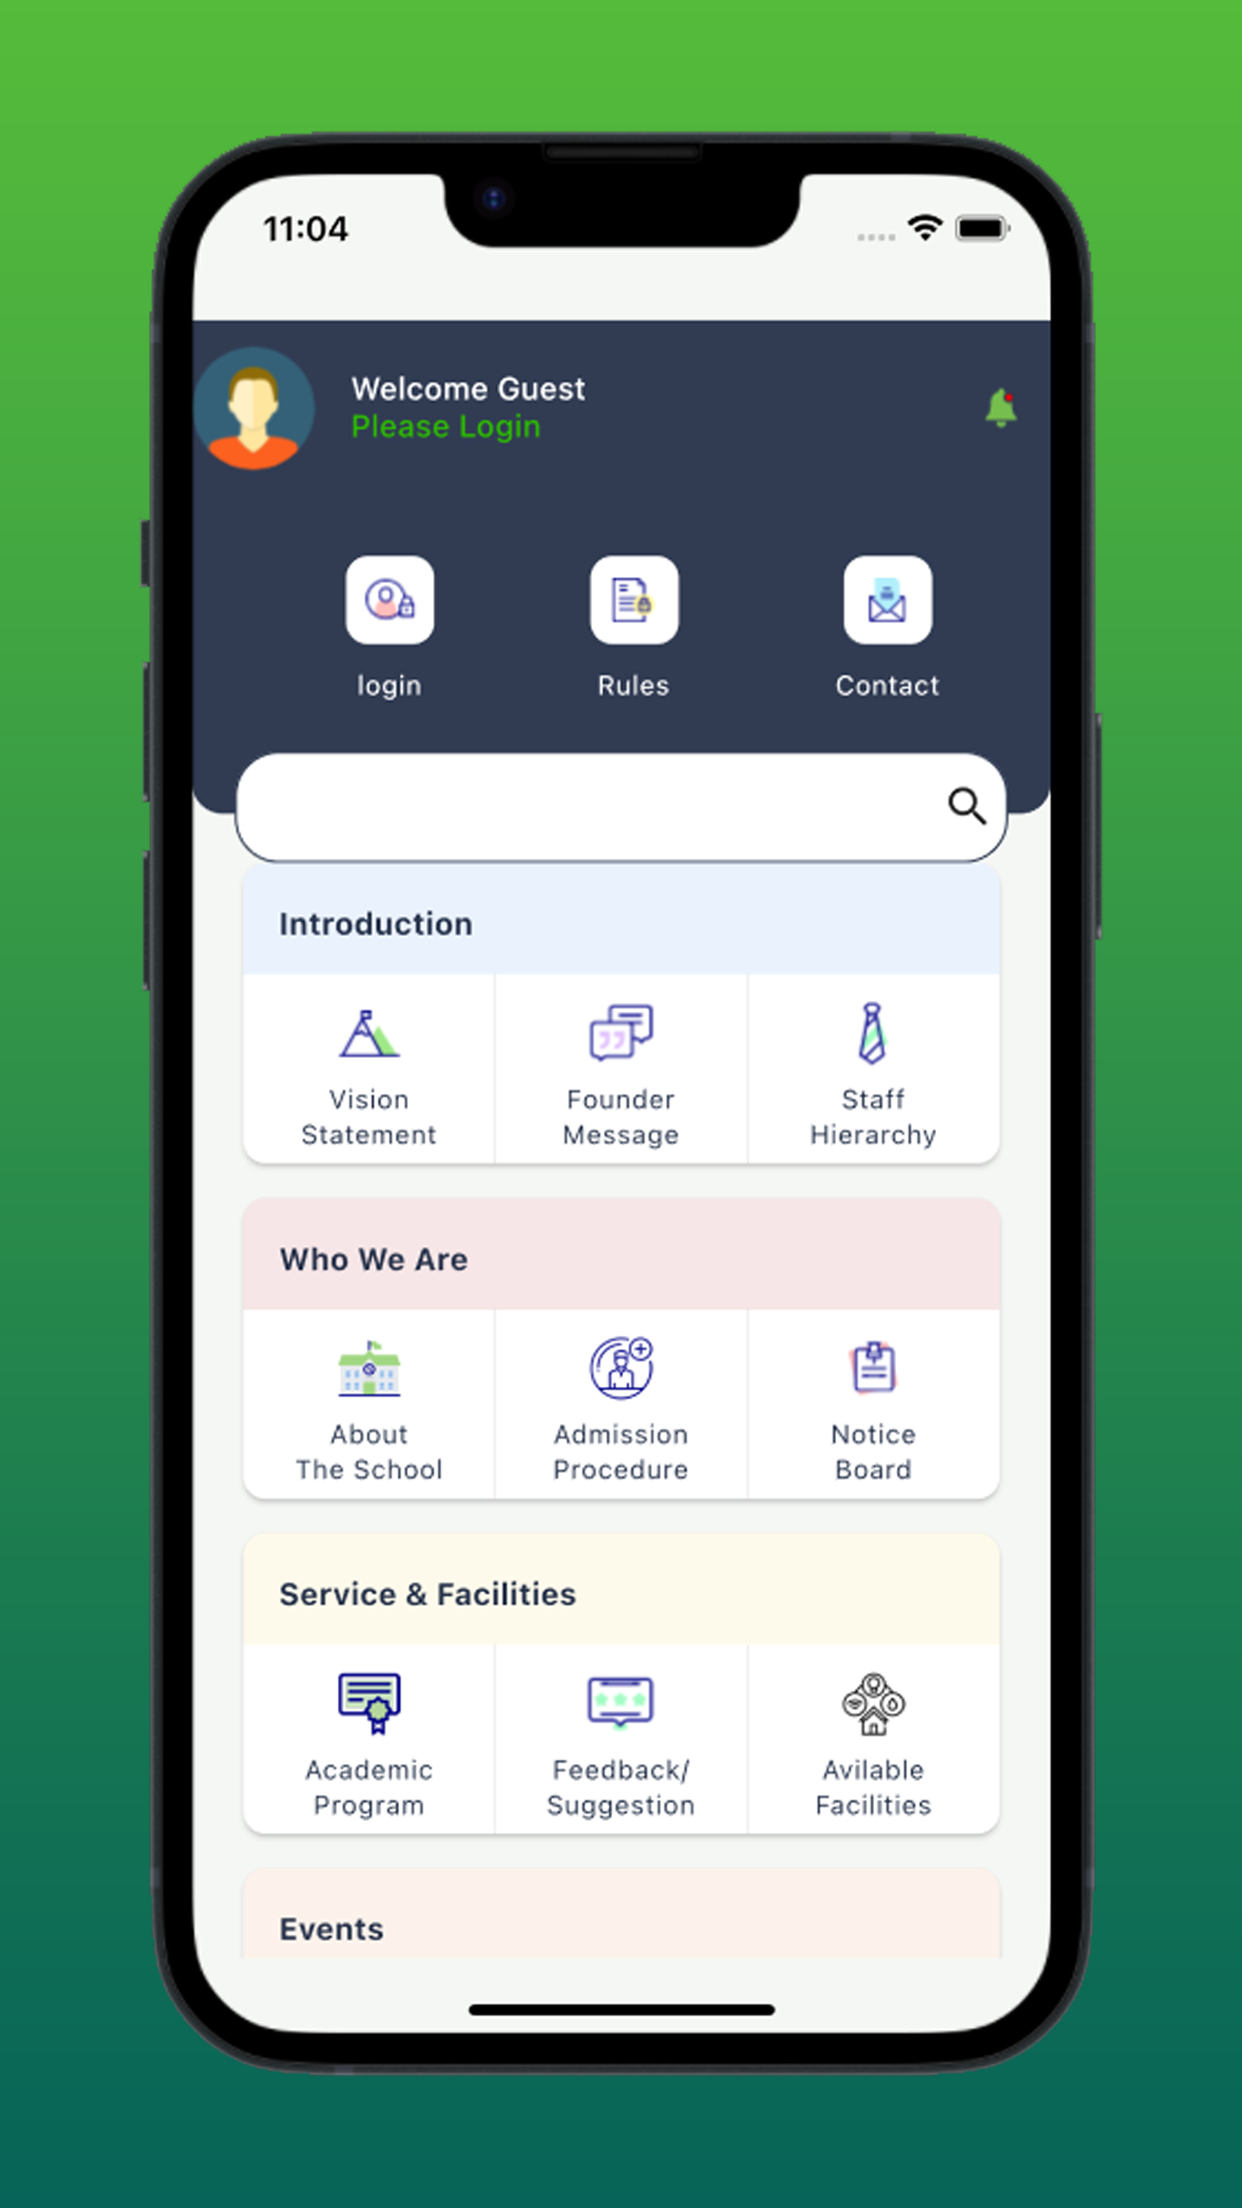 11:04
Welcome Guest
Please Login
login
Rules
Contact
Introduction
Vision
Statement
Founder
Message
Staff
Hierarchy
Who We Are
About
The School
Admission
Procedure
Notice
Board
Service & Facilities
Academic
Program
Feedback/
Suggestion
Avilable
Facilities
Events